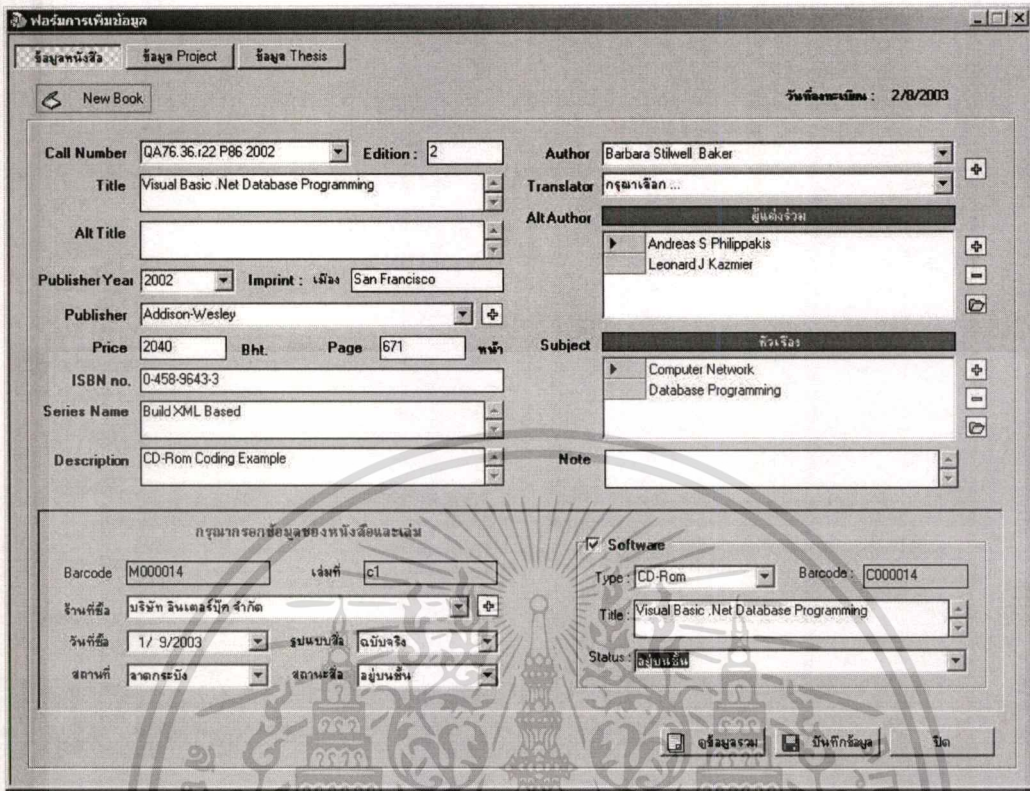 ฟอร์มการเพิ่มข้อมูล
ข้อมูลหนังสือ ข้อมูล Project ข้อมูล Thesis
New Book วันที่ลงทะเบียน : 2/8/2003
Call Number QA76.36.r22 P86 2002 Edition : 2
Title Visual Basic .Net Database Programming
Alt Title
Publisher Year 2002 Imprint : เมือง San Francisco
Publisher Addison-Wesley
Price 2040 Bht. Page 671 หน้า
ISBN no. 0-458-9643-3
Series Name Build XML Based
Description CD-Rom Coding Example
Author Barbara Stilwell Baker
Translator กรุณาเลือก ...
Alt Author ผู้แต่งร่วม
Andreas S Philippakis
Leonard J Kazmier
Subject หัวเรื่อง
Computer Network
Database Programming
Note
กรุณากรอกข้อมูลของหนังสือและเล่ม
Barcode M000014 เล่มที่ c1
ร้านที่ซื้อ บริษัท อินเตอร์บุ๊ค จำกัด
วันที่ซื้อ 1/ 9/2003 รูปแบบสื่อ ฉบับจริง
สถานที่ ลาดกระบัง สถานะสื่อ อยู่บนชั้น
Software
Type : CD-Rom Barcode : C000014
Title : Visual Basic .Net Database Programming
Status : อยู่บนชั้น
ดูข้อมูลรวม บันทึกข้อมูล ปิด